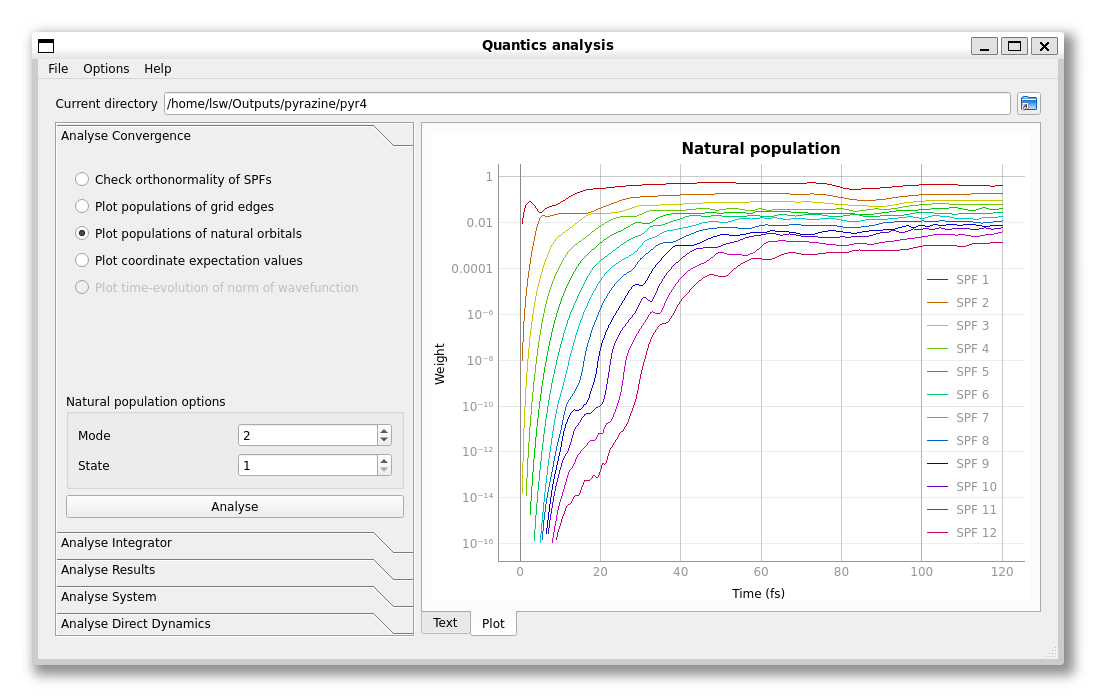 Quantics analysis
File Options Help
Current directory /home/lsw/Outputs/pyrazine/pyr4
Analyse Convergence
Check orthonormality of SPFs
Plot populations of grid edges
Plot populations of natural orbitals
Plot coordinate expectation values
Plot time-evolution of norm of wavefunction
Natural population options
Mode 2
State 1
Analyse
Analyse Integrator
Analyse Results
Analyse System
Analyse Direct Dynamics
Natural population
Weight
1
0.01
0.0001
10⁻⁶
10⁻⁸
10⁻¹⁰
10⁻¹²
10⁻¹⁴
10⁻¹⁶
SPF 1
SPF 2
SPF 3
SPF 4
SPF 5
SPF 6
SPF 7
SPF 8
SPF 9
SPF 10
SPF 11
SPF 12
0 20 40 60 80 100 120
Time (fs)
Text Plot